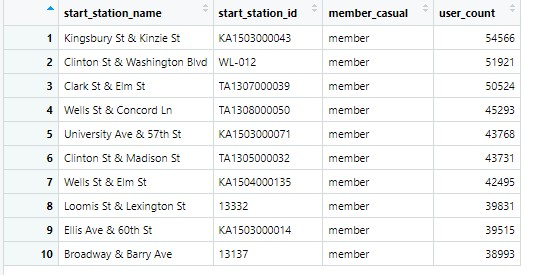 start_station_name start_station_id member_casual user_count
1 Kingsbury St & Kinzie St KA1503000043 member 54566
2 Clinton St & Washington Blvd WL-012 member 51921
3 Clark St & Elm St TA1307000039 member 50524
4 Wells St & Concord Ln TA1308000050 member 45293
5 University Ave & 57th St KA1503000071 member 43768
6 Clinton St & Madison St TA1305000032 member 43731
7 Wells St & Elm St KA1504000135 member 42495
8 Loomis St & Lexington St 13332 member 39831
9 Ellis Ave & 60th St KA1503000014 member 39515
10 Broadway & Barry Ave 13137 member 38993